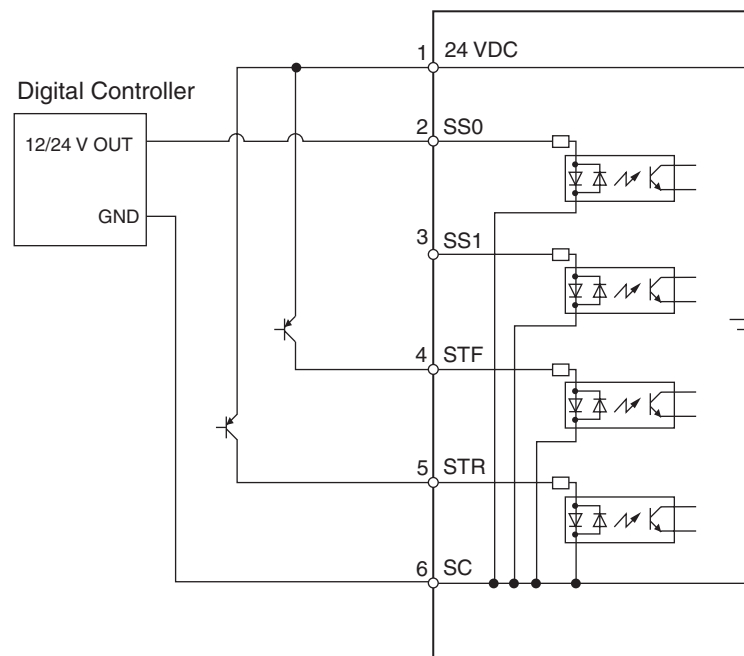 1 24 VDC
Digital Controller
12/24 V OUT
2 SS0
GND
3 SS1
4 STF
5 STR
6 SC